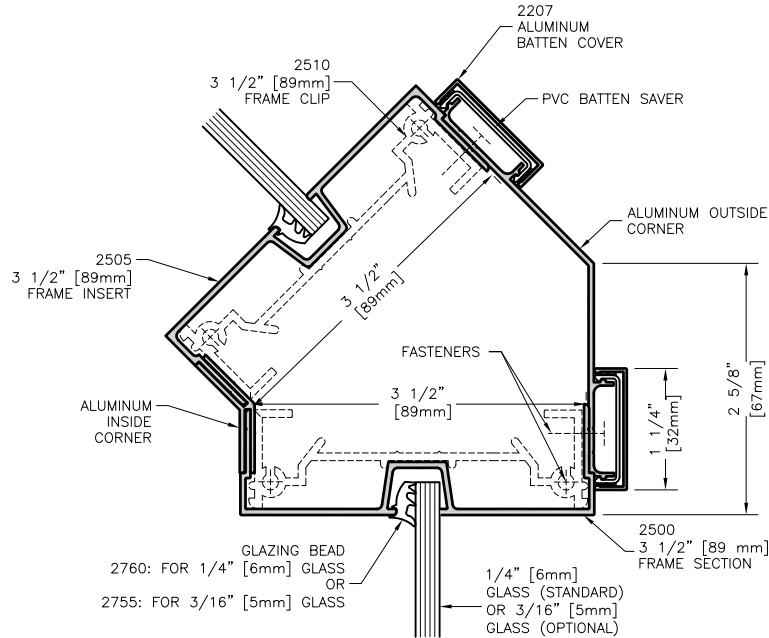 2207
ALUMINUM
BATTEN COVER
2510
3 1/2" [89mm]
FRAME CLIP
PVC BATTEN SAVER
ALUMINUM OUTSIDE
CORNER
2505
3 1/2" [89mm]
FRAME INSERT
3 1/2"
[89mm]
FASTENERS
2 5/8"
[67mm]
3 1/2"
[89mm]
1 1/4"
[32mm]
ALUMINUM
INSIDE
CORNER
2500
3 1/2" [89 mm]
FRAME SECTION
GLAZING BEAD
2760: FOR 1/4" [6mm] GLASS
OR
2755: FOR 3/16" [5mm] GLASS
1/4" [6mm]
GLASS (STANDARD)
OR 3/16" [5mm]
GLASS (OPTIONAL)